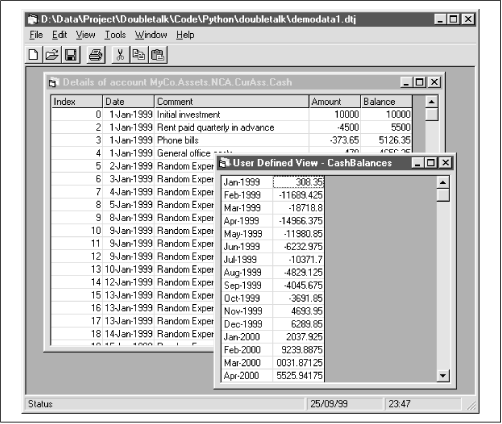 D:\Data\Project\Doubletalk\Code\Python\doubletalk\demodata1.dtj
File Edit View Tools Window Help
Details of account MyCo.Assets.NCA.CurAss.Cash
Index Date Comment Amount Balance
0 1-Jan-1999 Initial investment 10000 10000
2 1-Jan-1999 Rent paid quarterly in advance -4500 5500
3 1-Jan-1999 Phone bills -373.65 5126.35
4 1-Jan-1999 General office
5 2-Jan-1999 Random Exper
6 3-Jan-1999 Random Exper
7 4-Jan-1999 Random Exper
8 5-Jan-1999 Random Exper
9 8-Jan-1999 Random Exper
10 9-Jan-1999 Random Exper
11 9-Jan-1999 Random Exper
12 9-Jan-1999 Random Exper
13 10-Jan-1999 Random Exper
14 12-Jan-1999 Random Exper
15 13-Jan-1999 Random Exper
16 13-Jan-1999 Random Exper
17 13-Jan-1999 Random Exper
18 14-Jan-1999 Random Exper
User Defined View - CashBalances
Jan-1999 308.35
Feb-1999 -11689.425
Mar-1999 -18718.8
Apr-1999 -14966.375
May-1999 -11980.85
Jun-1999 -6232.975
Jul-1999 -10371.7
Aug-1999 -4829.125
Sep-1999 -4045.675
Oct-1999 -3691.85
Nov-1999 4693.95
Dec-1999 6289.85
Jan-2000 2037.925
Feb-2000 9239.8875
Mar-2000 0031.87125
Apr-2000 5525.94175
Status 25/09/99 23:47